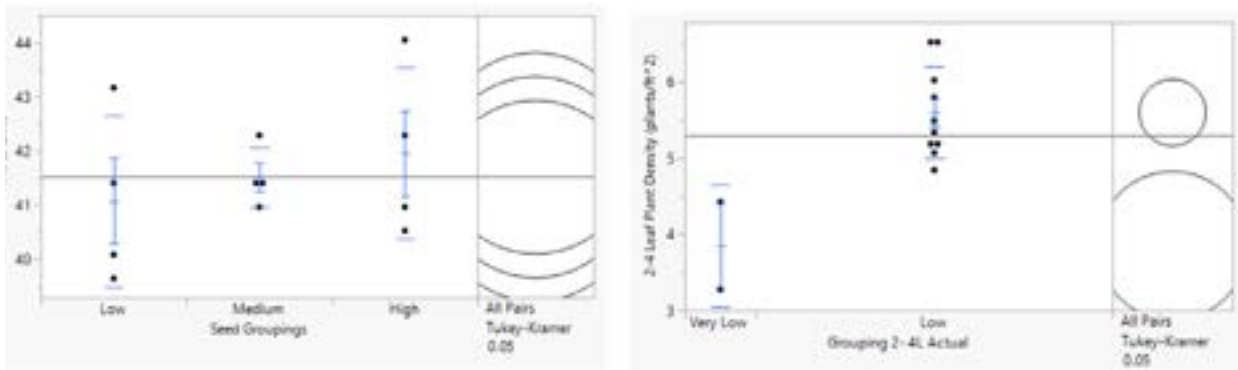 44
43
42
41
40
Low Medium High
Seed Groupings
All Pairs
Tukey-Kramer
0.05
2-4 Leaf Plant Density (plants/ft^2)
6
5
4
3
Very Low Low
Grouping 2- 4L Actual
All Pairs
Tukey-Kramer
0.05